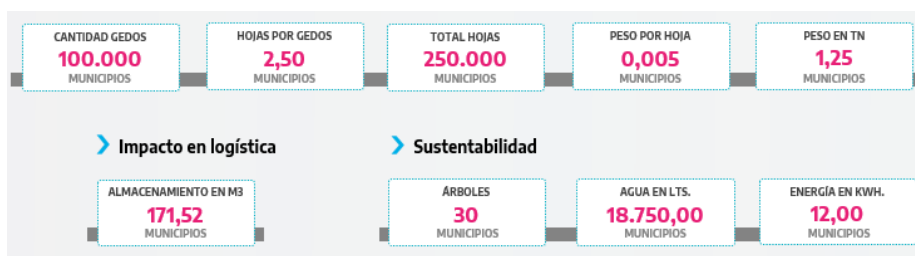 CANTIDAD GEDOS
100.000
MUNICIPIOS
HOJAS POR GEDOS
2,50
MUNICIPIOS
TOTAL HOJAS
250.000
MUNICIPIOS
PESO POR HOJA
0,005
MUNICIPIOS
PESO EN TN
1,25
MUNICIPIOS
Impacto en logística
ALMACENAMIENTO EN M3
171,52
MUNICIPIOS
Sustentabilidad
ÁRBOLES
30
MUNICIPIOS
AGUA EN LTS.
18.750,00
MUNICIPIOS
ENERGÍA EN KWH.
12,00
MUNICIPIOS